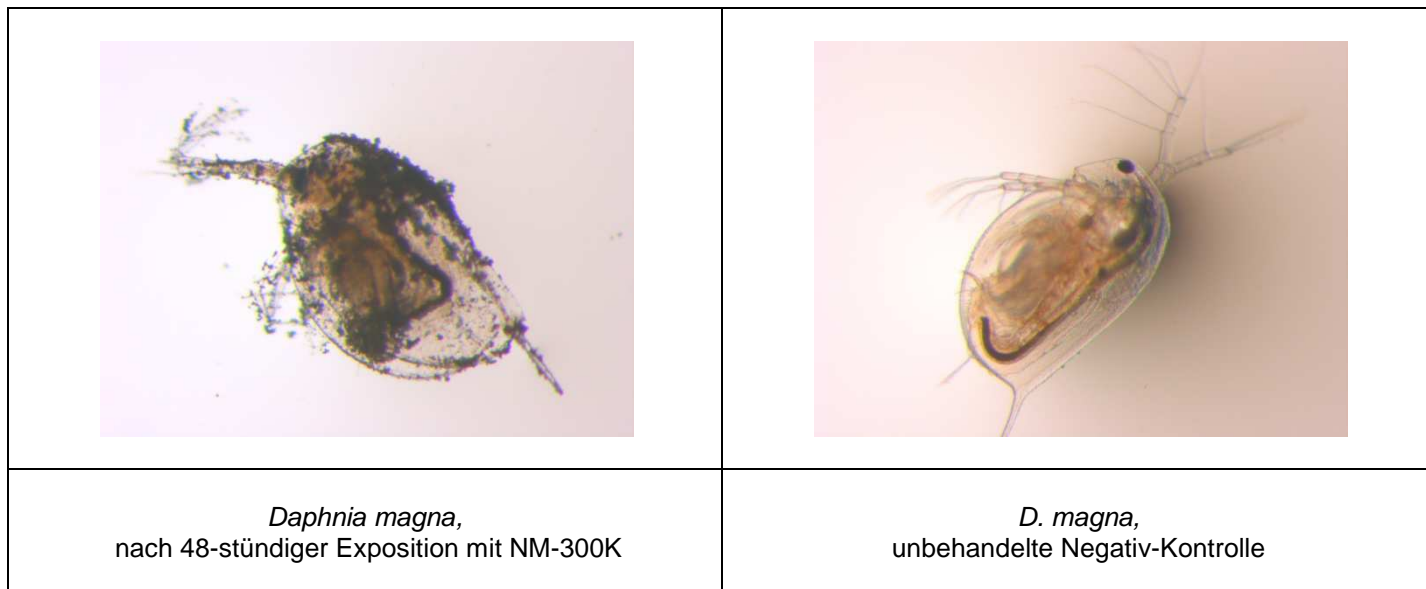 Daphnia magna,
nach 48-stündiger Exposition mit NM-300K
D. magna,
unbehandelte Negativ-Kontrolle